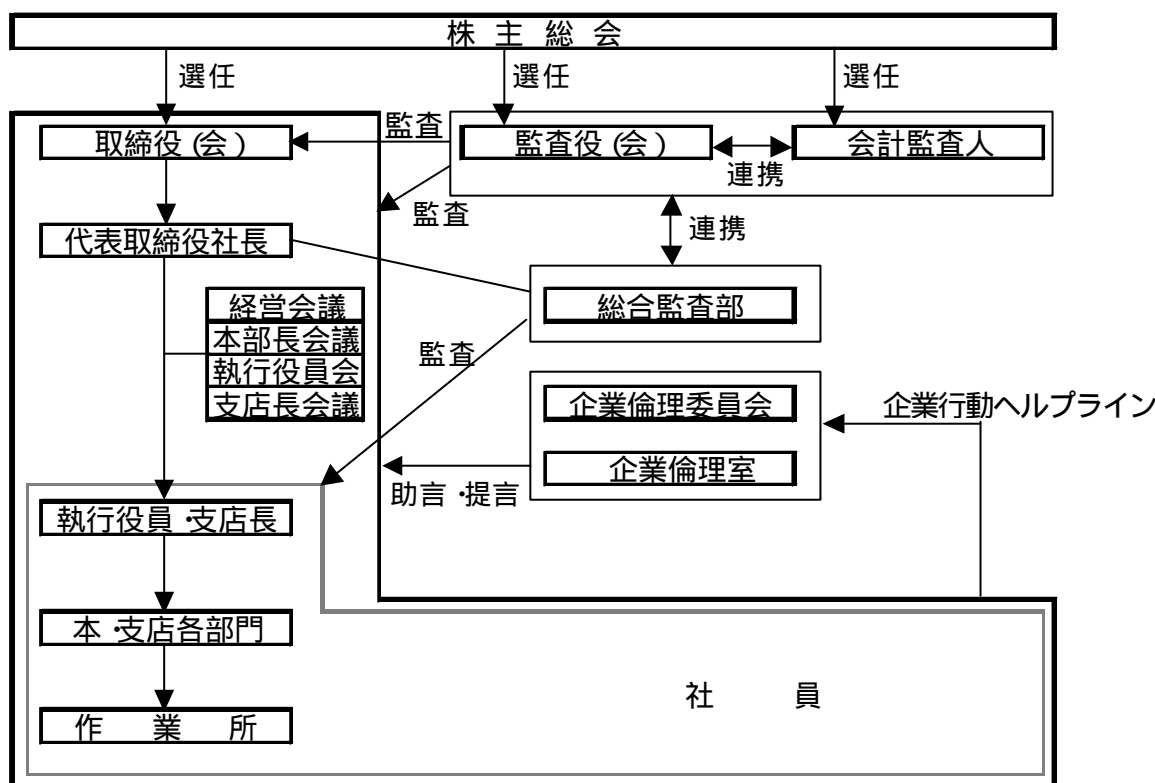 株 主 総 会
選任
選任
選任
取締役(会)
監査
監査役(会)
会計監査人
連携
監査
代表取締役社長
連携
経営会議
本部長会議
執行役員会
支店長会議
総合監査部
監査
企業倫理委員会
企業行動ヘルプライン
企業倫理室
助言・提言
執行役員・支店長
本・支店各部門
社 員
作 業 所